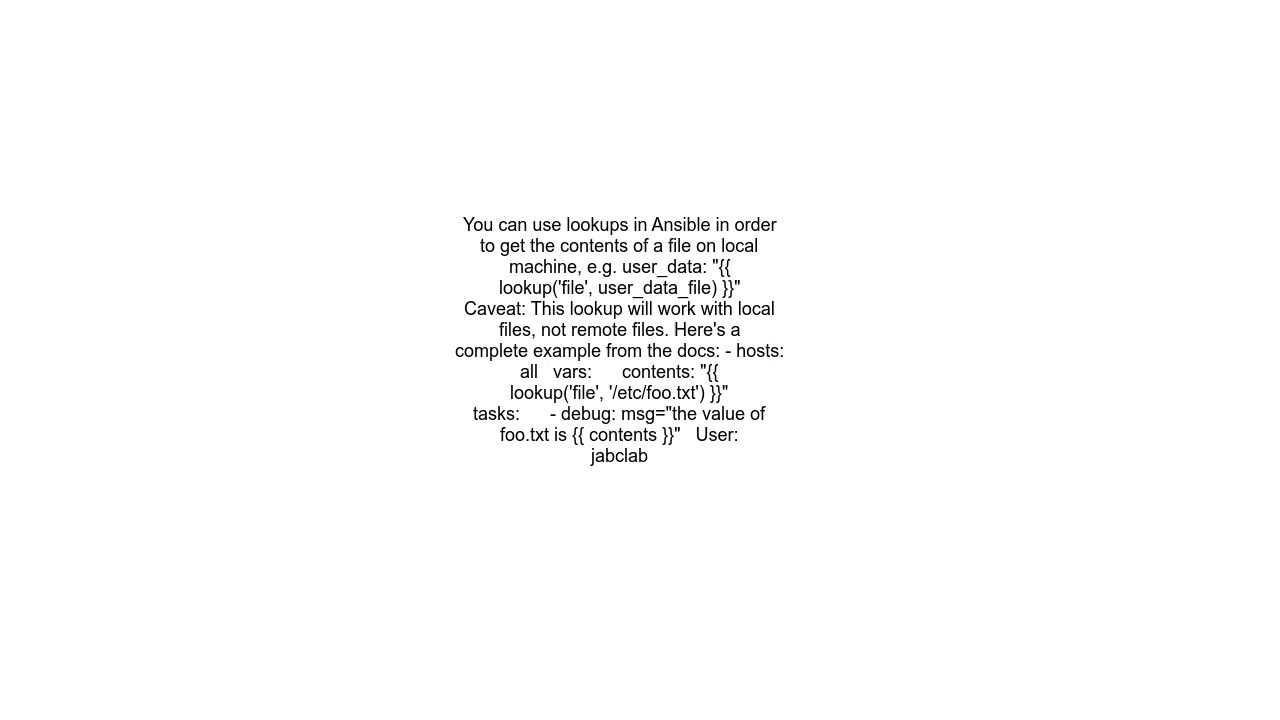 You can use lookups in Ansible in order
to get the contents of a file on local
machine, e.g. user_data: "{{
lookup('file', user_data_file) }}"
Caveat: This lookup will work with local
files, not remote files. Here's a
complete example from the docs: - hosts:
all   vars:      contents: "{{
lookup('file', '/etc/foo.txt') }}"
tasks:      - debug: msg="the value of
foo.txt is {{ contents }}"   User:
jabclab